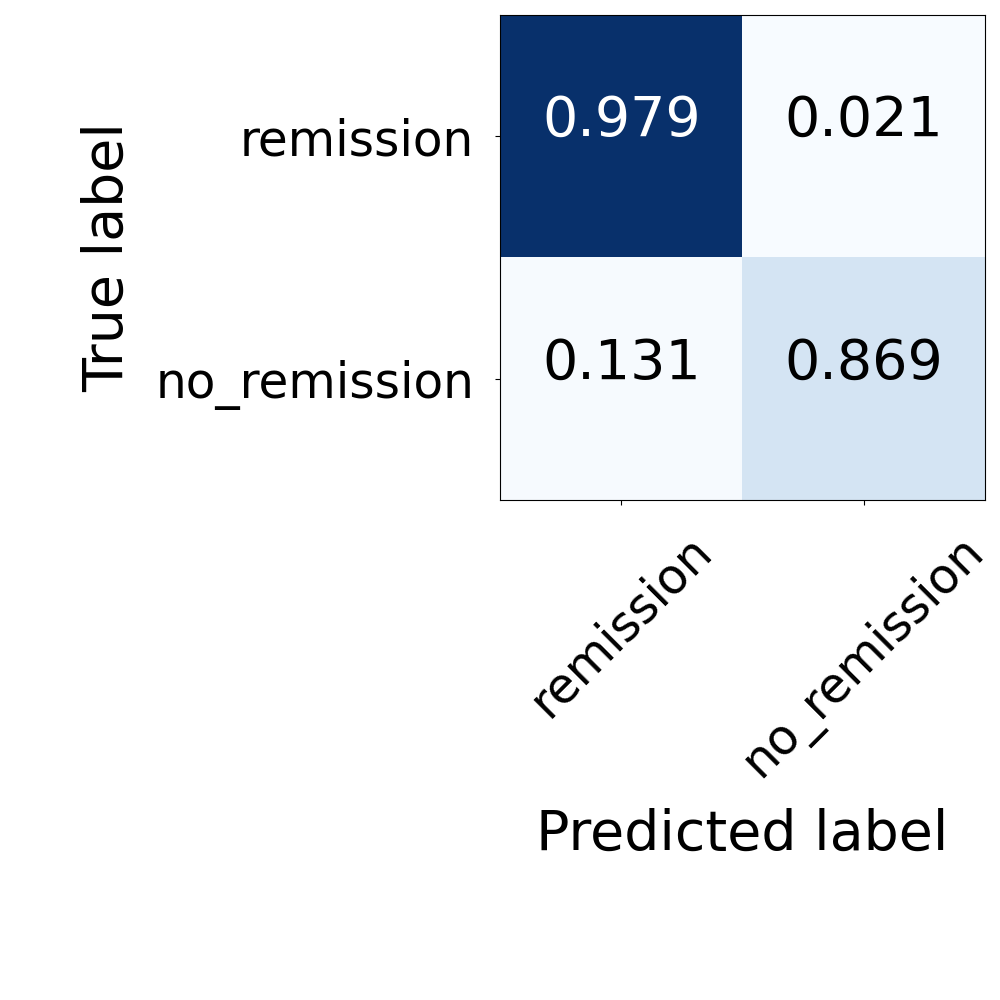 True label
remission
0.979 0.021
no_remission
0.131 0.869
remission
no_remission
Predicted label